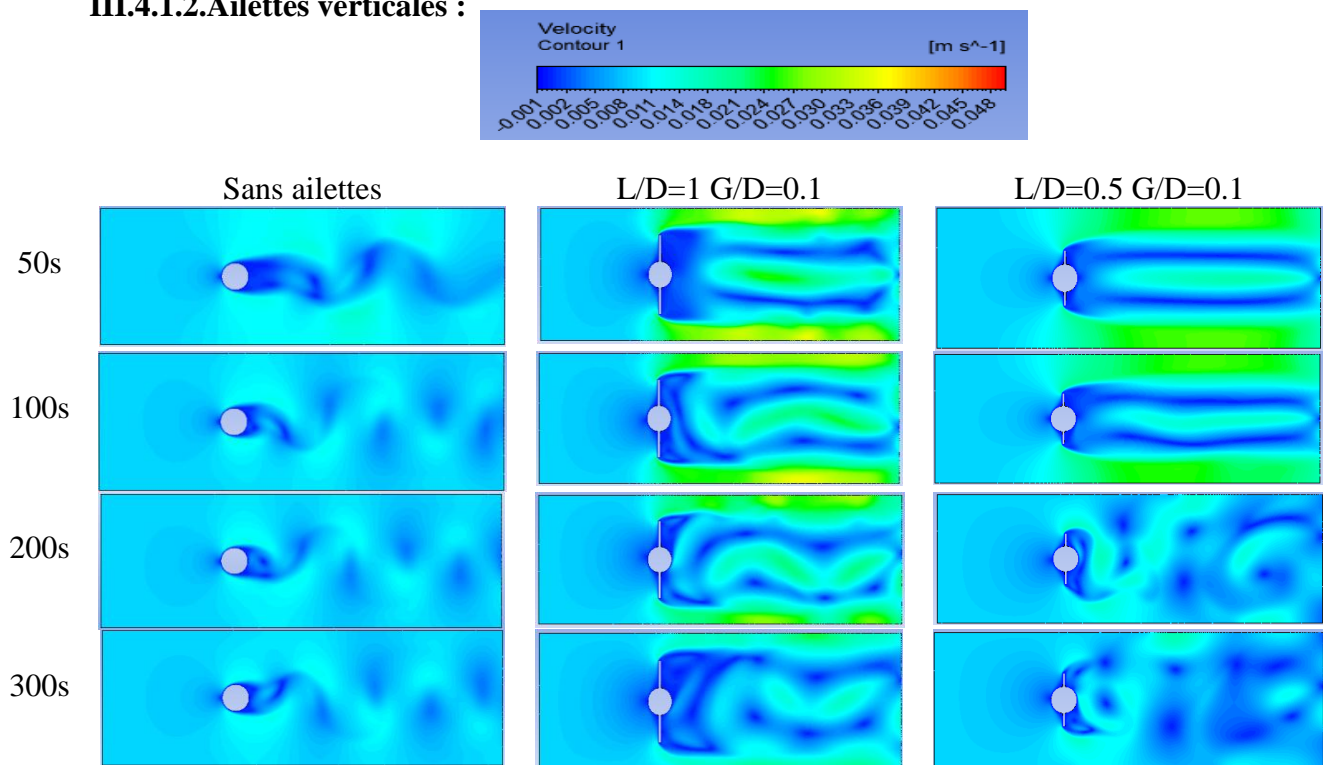 III.4.1.2.Ailettes verticales :
Velocity
Contour 1
[m s^-1]
-0.001 0.002 0.005 0.008 0.011 0.014 0.018 0.021 0.024 0.027 0.030 0.033 0.036 0.039 0.042 0.045 0.048
Sans ailettes L/D=1 G/D=0.1 L/D=0.5 G/D=0.1
50s
100s
200s
300s